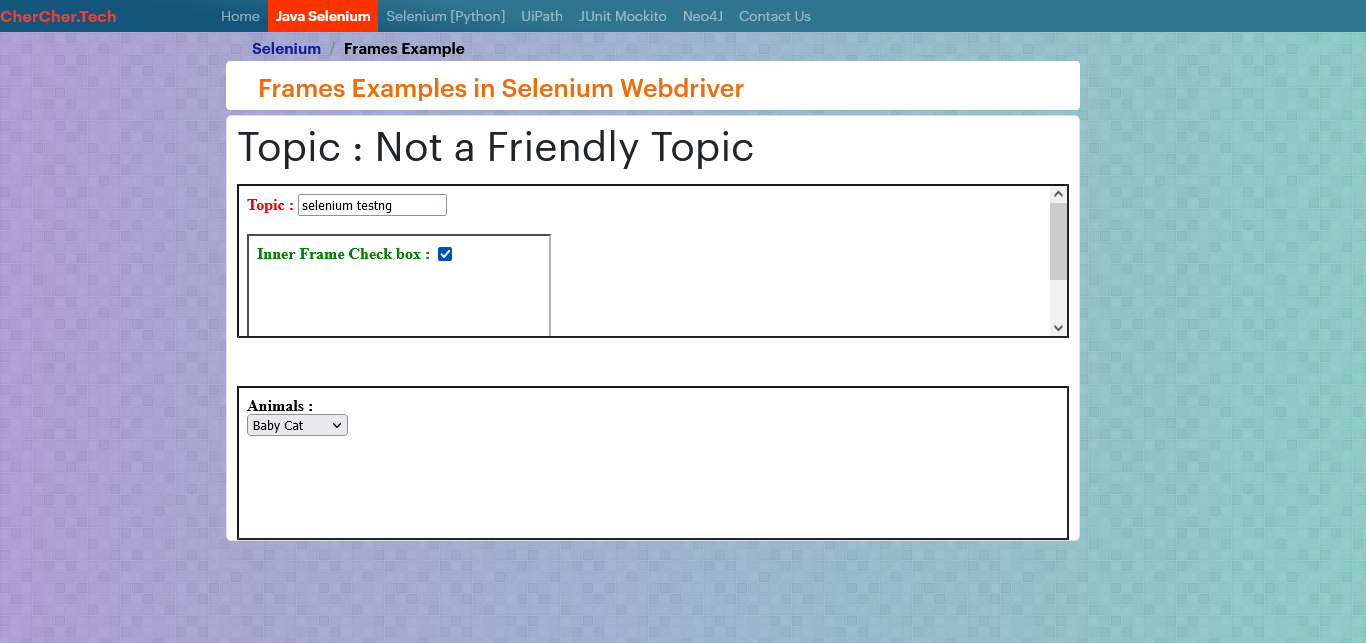 CherCher.Tech Home Java Selenium Selenium [Python] UiPath JUnit Mockito Neo4J Contact Us
Selenium / Frames Example
Frames Examples in Selenium Webdriver
Topic : Not a Friendly Topic
Topic : selenium testng
Inner Frame Check box :
Animals :
Baby Cat